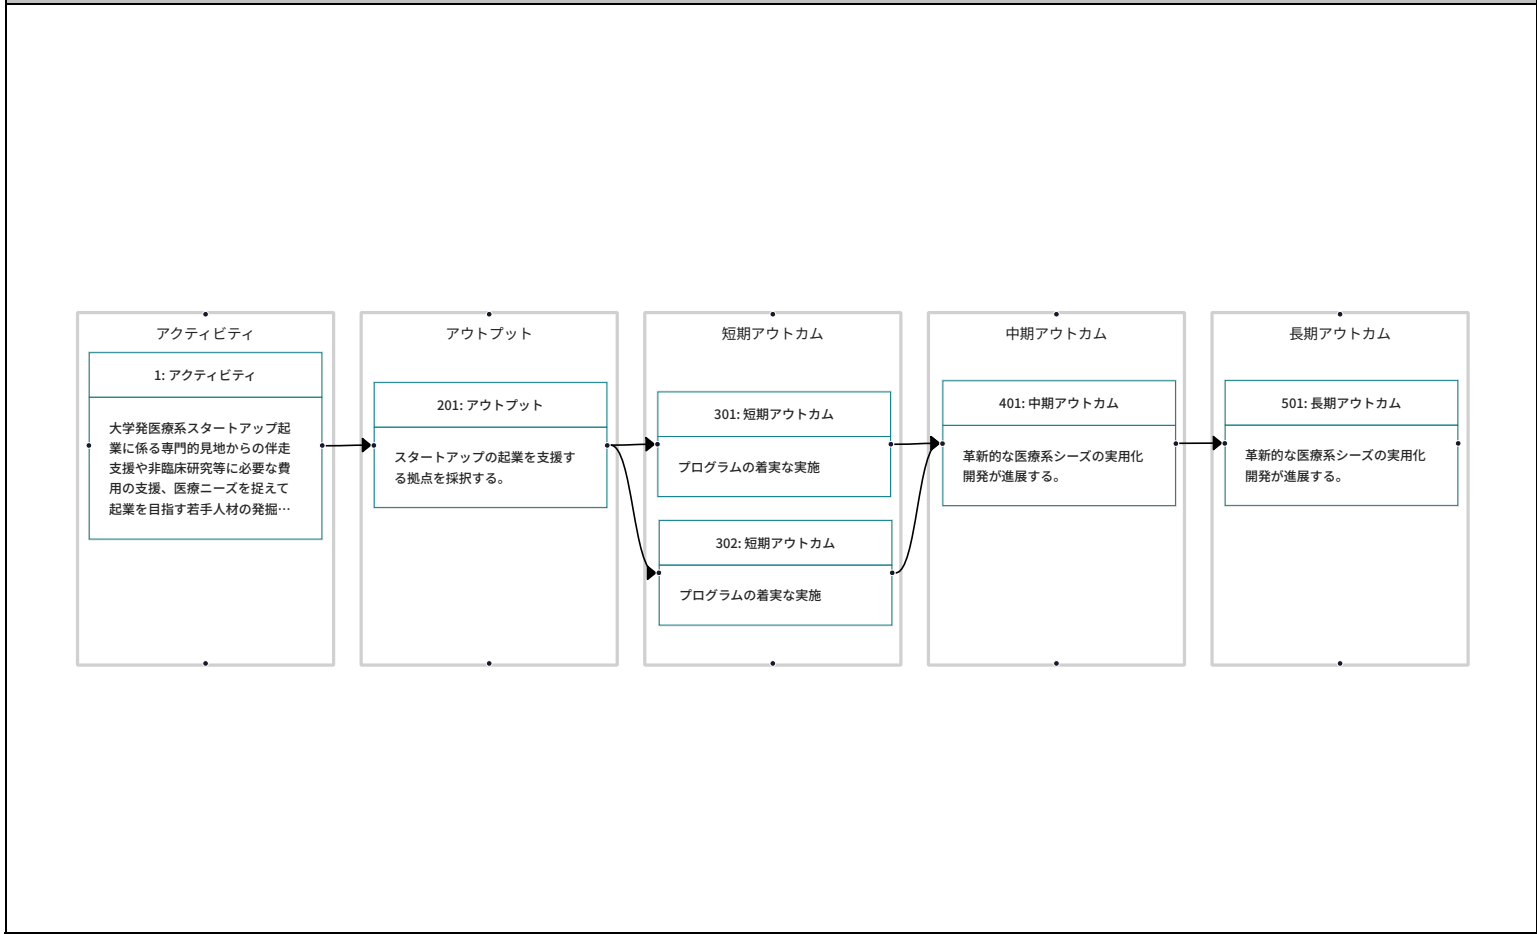 アクティビティ
1: アクティビティ
大学発医療系スタートアップ起
業に係る専門的見地からの伴走
支援や非臨床研究等に必要な費
用の支援、医療ニーズを捉えて
起業を目指す若手人材の発掘…
アウトプット
201: アウトプット
スタートアップの起業を支援す
る拠点を採択する。
短期アウトカム
301: 短期アウトカム
プログラムの着実な実施
302: 短期アウトカム
プログラムの着実な実施
中期アウトカム
401: 中期アウトカム
革新的な医療系シーズの実用化
開発が進展する。
長期アウトカム
501: 長期アウトカム
革新的な医療系シーズの実用化
開発が進展する。